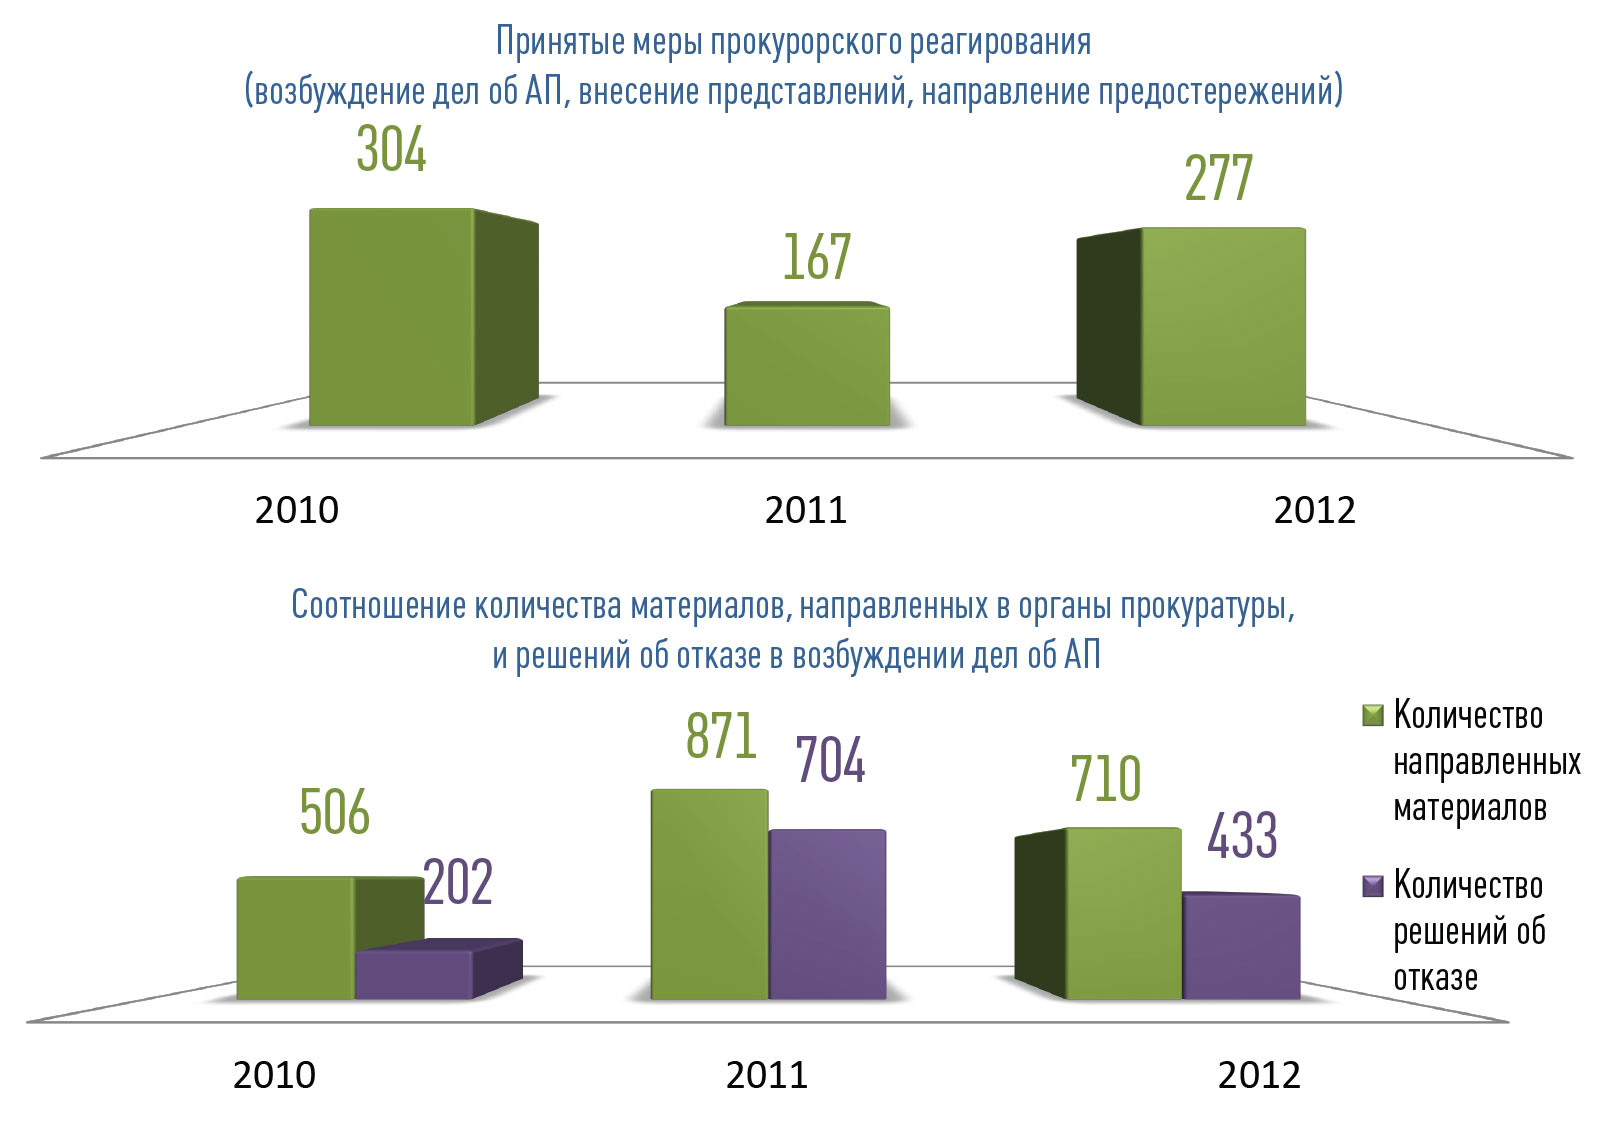 Принятые меры прокурорского реагирования
(возбуждение дел об АП, внесение представлений, направление предостережений)
304
167
277
2010
2011
2012
Соотношение количества материалов, направленных в органы прокуратуры,
и решений об отказе в возбуждении дел об АП
506
202
871
704
710
433
Количество
направленных
материалов
Количество
решений об
отказе
2010
2011
2012